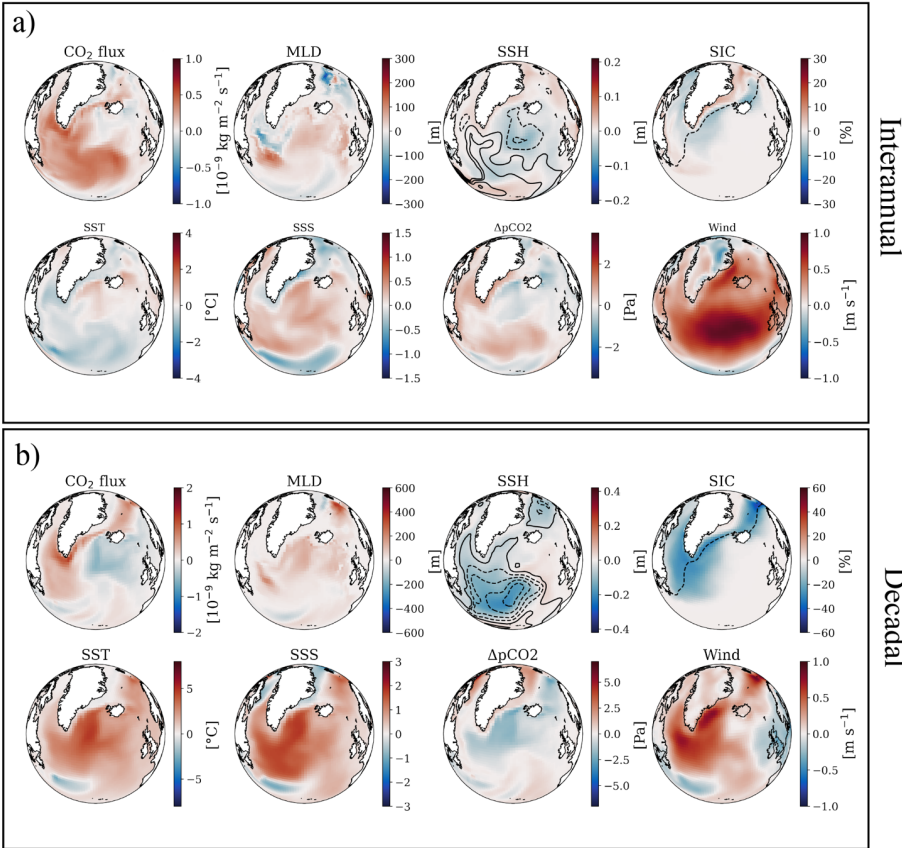 a)
CO₂ flux
MLD
SSH
SIC
1.0
0.5
0.0
−0.5
−1.0
[10⁻⁹ kg m⁻² s⁻¹]
300
200
100
0
−100
−200
−300
[m]
0.2
0.1
0.0
−0.1
−0.2
[m]
30
20
10
0
−10
−20
−30
[%]
SST
SSS
ΔpCO2
Wind
4
2
0
−2
−4
[°C]
1.5
1.0
0.5
0.0
−0.5
−1.0
−1.5
2
0
−2
[Pa]
1.0
0.5
0.0
−0.5
−1.0
[m s⁻¹]
Interannual
b)
CO₂ flux
MLD
SSH
SIC
2
1
0
−1
−2
[10⁻⁹ kg m⁻² s⁻¹]
600
400
200
0
−200
−400
−600
[m]
0.4
0.2
0.0
−0.2
−0.4
[m]
60
40
20
0
−20
−40
−60
[%]
SST
SSS
ΔpCO2
Wind
5
0
−5
[°C]
3
2
1
0
−1
−2
−3
5.0
2.5
0.0
−2.5
−5.0
[Pa]
1.0
0.5
0.0
−0.5
−1.0
[m s⁻¹]
Decadal